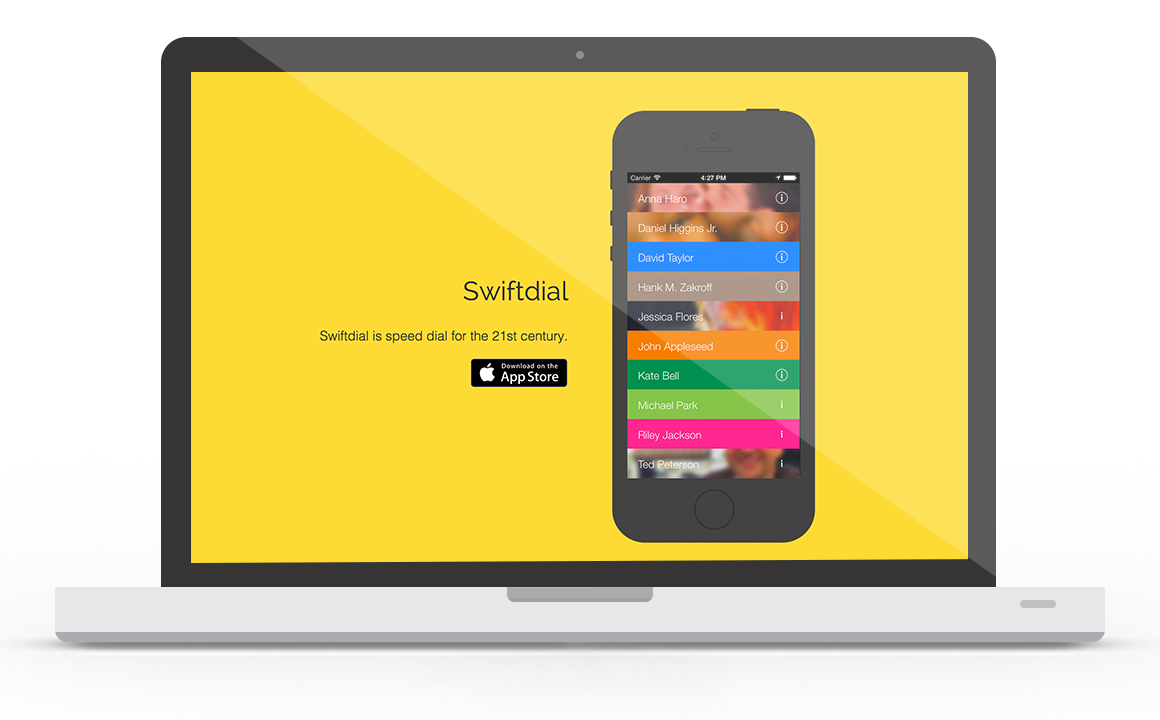 Swiftdial
Swiftdial is speed dial for the 21st century.
Download on the
App Store
Carrier 4:27 PM
Anna Haro
Daniel Higgins Jr.
David Taylor
Hank M. Zakroff
Jessica Flores
John Appleseed
Kate Bell
Michael Park
Riley Jackson
Ted Peterson